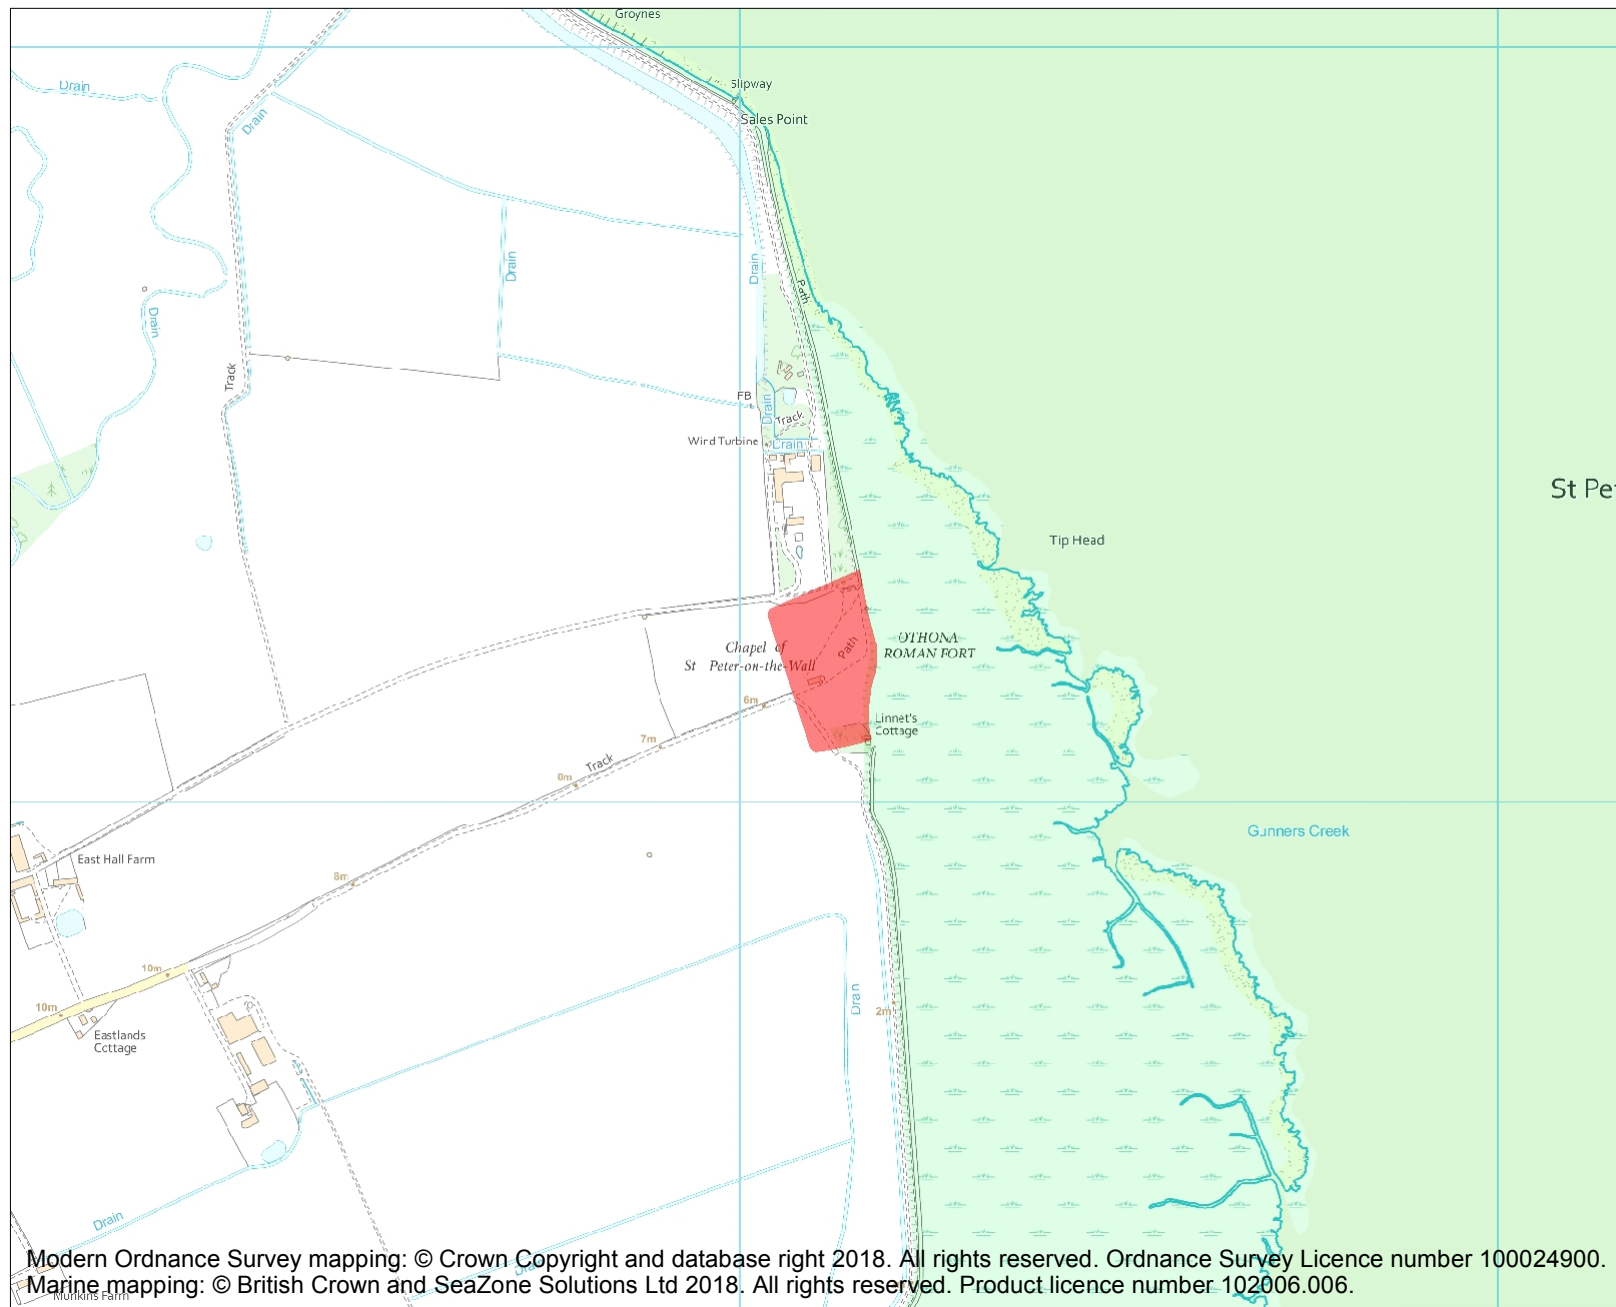 Groynes
Slipway
Sales Point
Drain
Drain
Drain
Drain
Drain
Path
Track
FB
Drain
Track
Wind Turbine
Drain
St Pe
Tip Head
Chapel of
St Peter-on-the-Wall
Path
OTHONA
ROMAN FORT
6m
Linnet's
Cottage
7m
Track
8m
Gunners Creek
East Hall Farm
8m
10m
10m
Eastlands
Cottage
Drain
2m
Drain
Drain
Modern Ordnance Survey mapping: © Crown Copyright and database right 2018. All rights reserved. Ordnance Survey Licence number 100024900.
Marine mapping: © British Crown and SeaZone Solutions Ltd 2018. All rights reserved. Product licence number 102006.006.
Munkins Farm